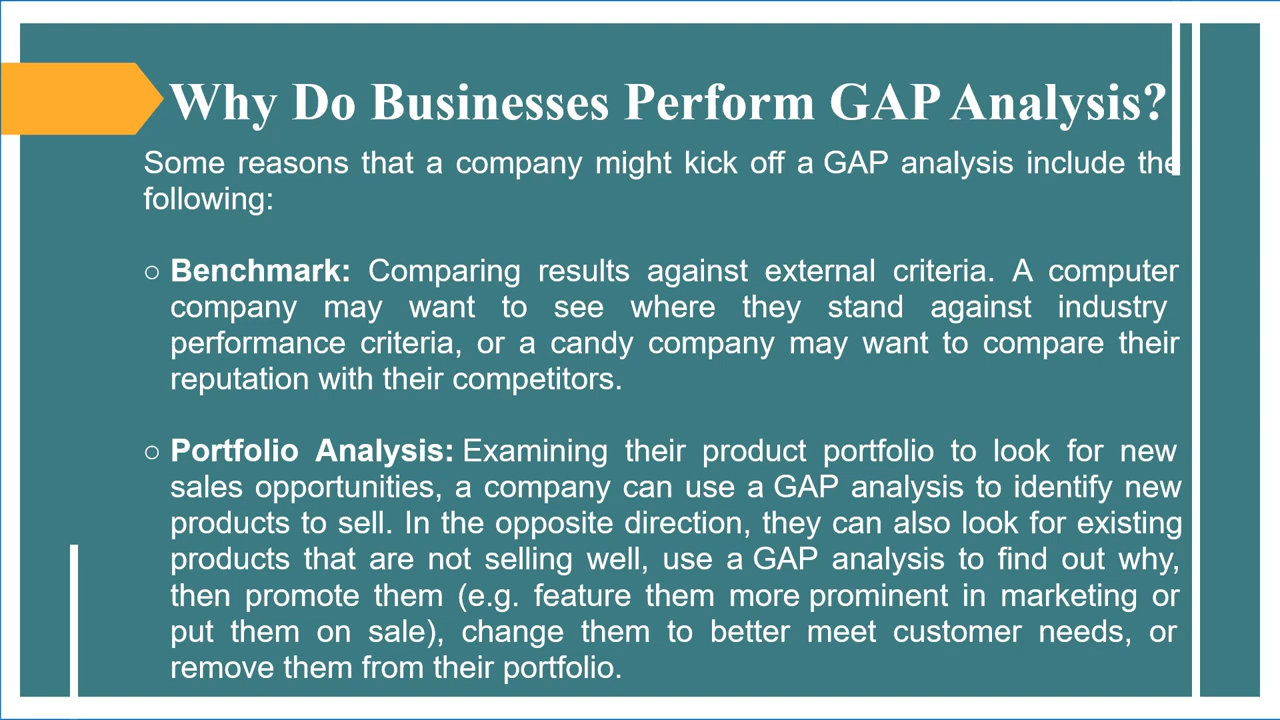 Why Do Businesses Perform GAP Analysis?
Some reasons that a company might kick off a GAP analysis include the
following:
○ Benchmark: Comparing results against external criteria. A computer
company may want to see where they stand against industry
performance criteria, or a candy company may want to compare their
reputation with their competitors.
○ Portfolio Analysis: Examining their product portfolio to look for new
sales opportunities, a company can use a GAP analysis to identify new
products to sell. In the opposite direction, they can also look for existing
products that are not selling well, use a GAP analysis to find out why,
then promote them (e.g. feature them more prominent in marketing or
put them on sale), change them to better meet customer needs, or
remove them from their portfolio.